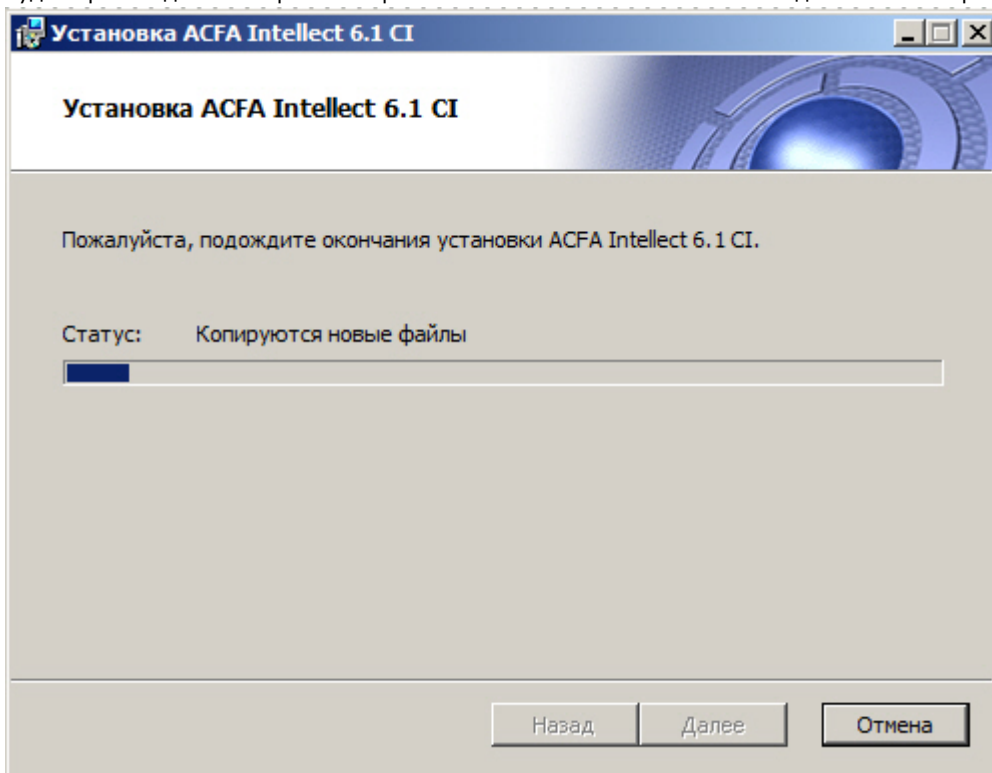 Установка ACFA Intellect 6.1 CI
Установка ACFA Intellect 6.1 CI
Пожалуйста, подождите окончания установки ACFA Intellect 6.1 CI.
Статус: Копируются новые файлы
Назад Далее Отмена